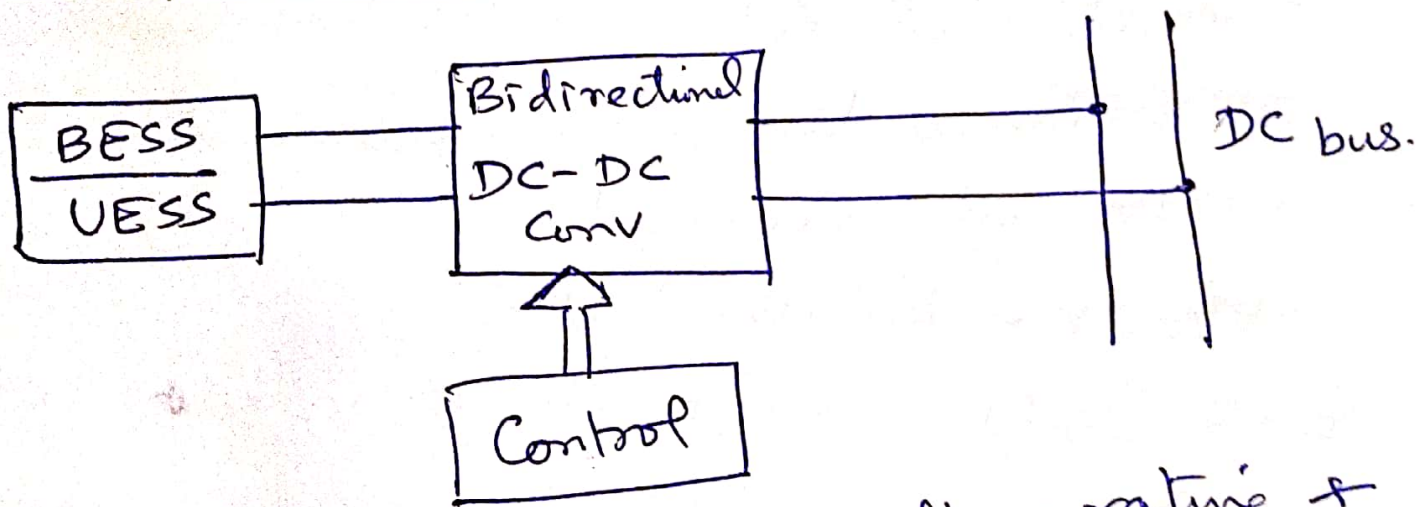 BESS
UESS
Bidirectional
DC-DC
Conv
DC bus.
Control